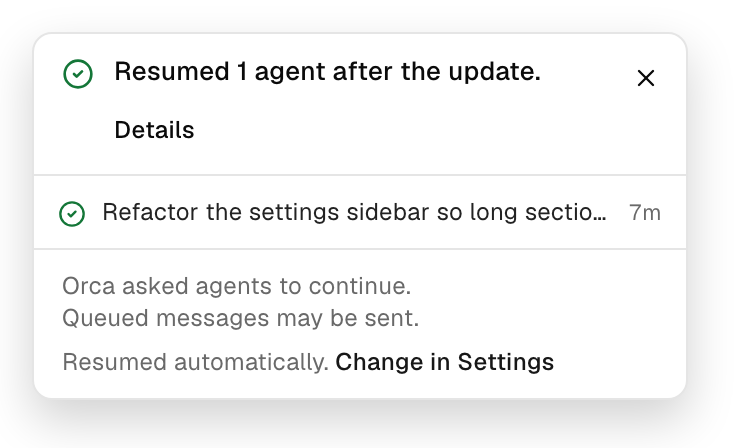 Resumed 1 agent after the update.
Details
Refactor the settings sidebar so long sectio... 7m
Orca asked agents to continue.
Queued messages may be sent.
Resumed automatically. Change in Settings